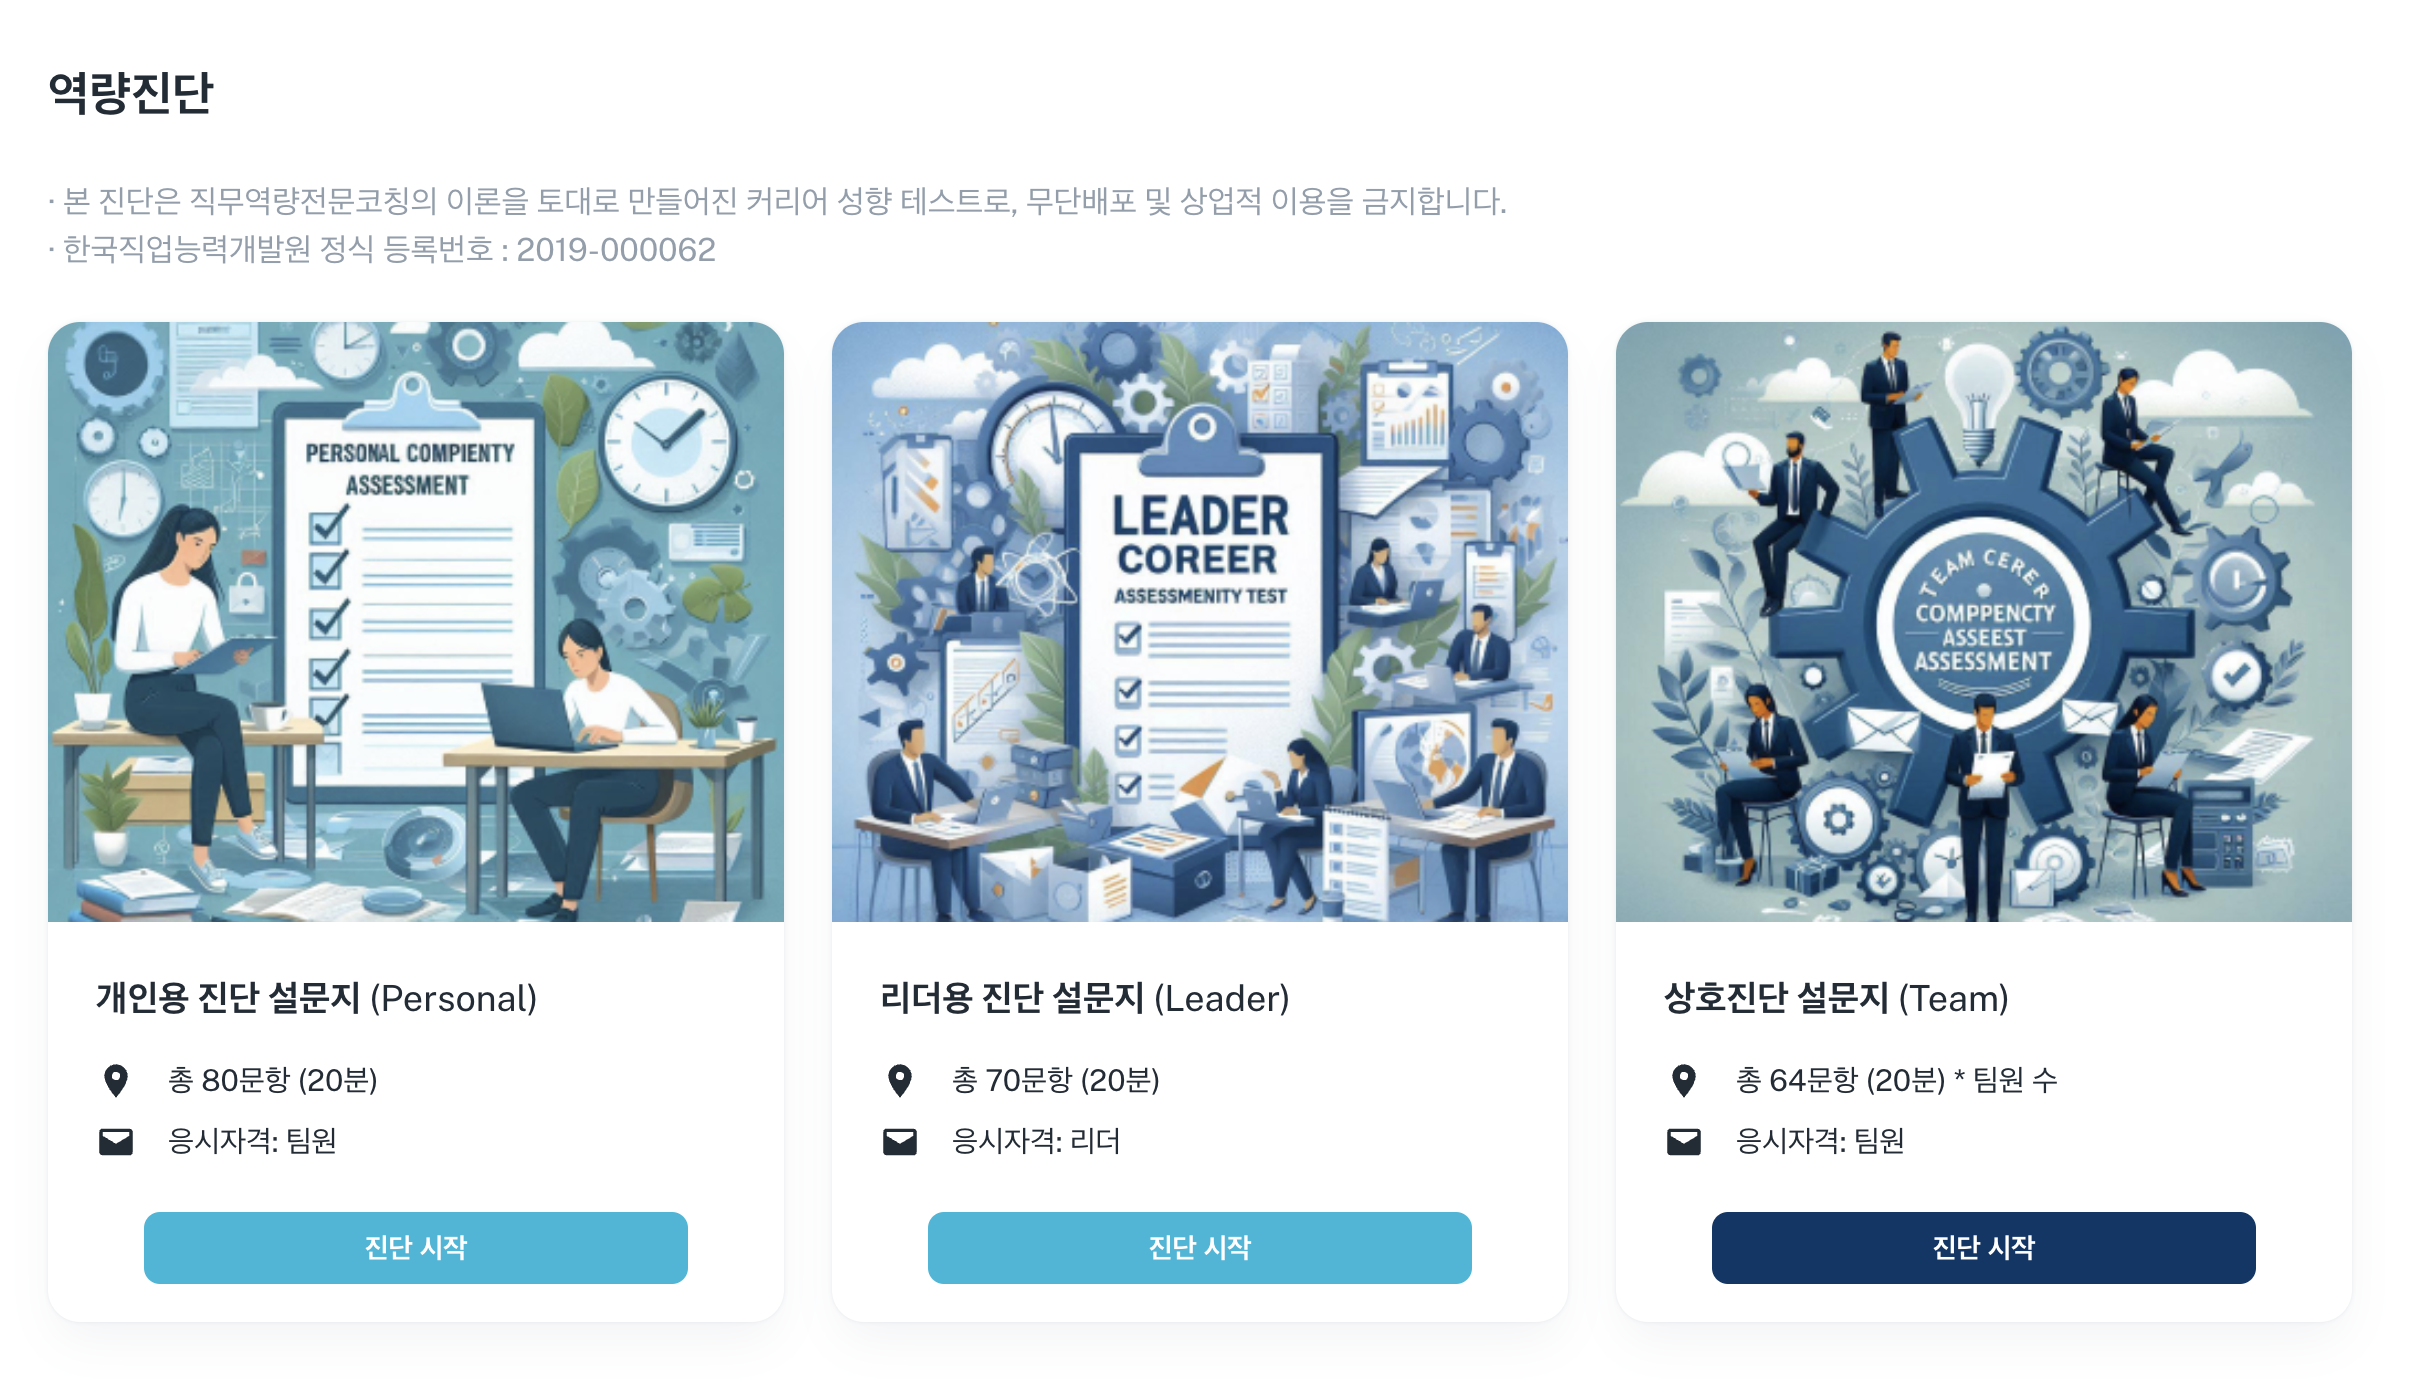 역량진단
· 본 진단은 직무역량전문코칭의 이론을 토대로 만들어진 커리어 성향 테스트로, 무단배포 및 상업적 이용을 금지합니다.
· 한국직업능력개발원 정식 등록번호 : 2019-000062
PERSONAL COMPIENTY
ASSESSMENT
LEADER
COREER
ASSESSMENITY TEST
TEAM CERER
COMPPENCTY
ASSEEST
ASSESSMENT
개인용 진단 설문지 (Personal)
총 80문항 (20분)
응시자격: 팀원
진단 시작
리더용 진단 설문지 (Leader)
총 70문항 (20분)
응시자격: 리더
진단 시작
상호진단 설문지 (Team)
총 64문항 (20분) * 팀원 수
응시자격: 팀원
진단 시작